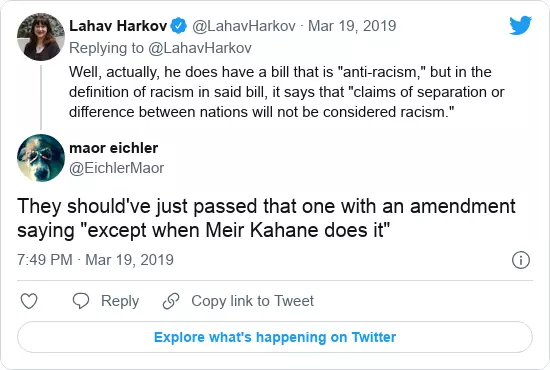 Lahav Harkov @LahavHarkov · Mar 19, 2019
Replying to @LahavHarkov
Well, actually, he does have a bill that is "anti-racism," but in the
definition of racism in said bill, it says that "claims of separation or
difference between nations will not be considered racism."
maor eichler
@EichlerMaor
They should've just passed that one with an amendment
saying "except when Meir Kahane does it"
7:49 PM · Mar 19, 2019
Reply Copy link to Tweet
Explore what's happening on Twitter